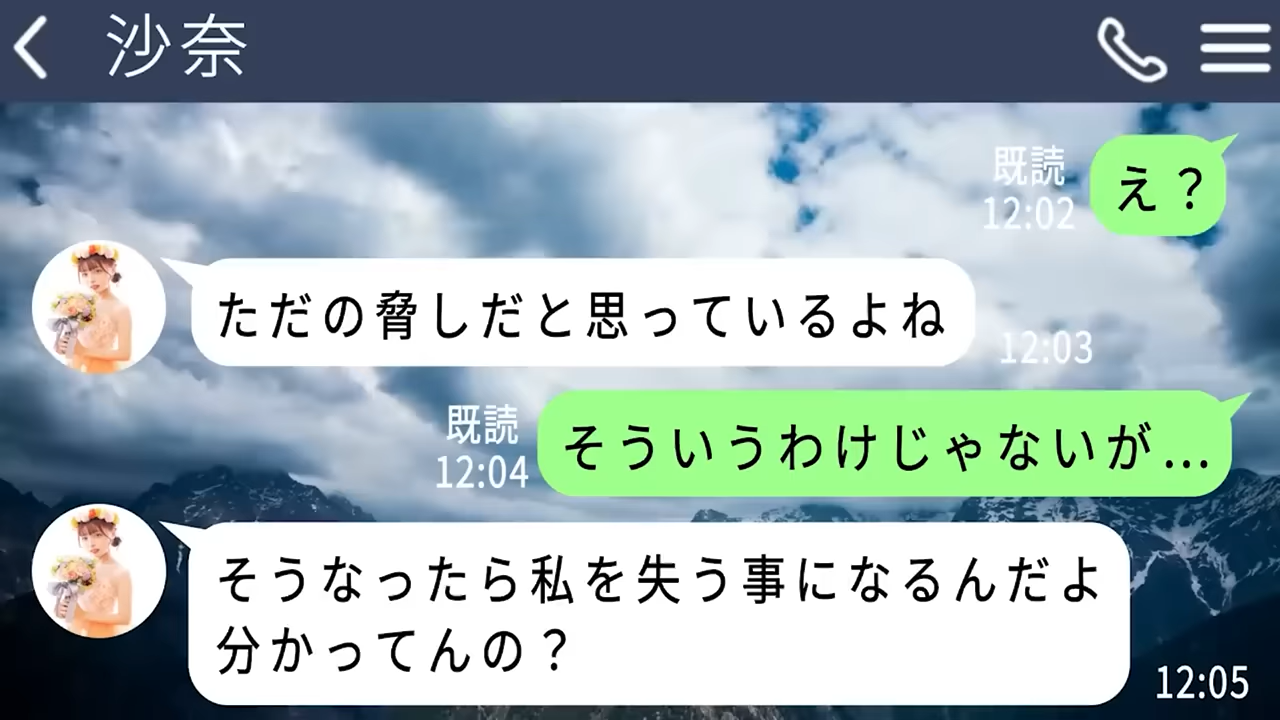 沙奈
え？
既読
12:02
ただの脅しだと思っているよね
12:03
そういうわけじゃないが…
既読
12:04
そうなったら私を失う事になるんだよ
分かってんの？
12:05